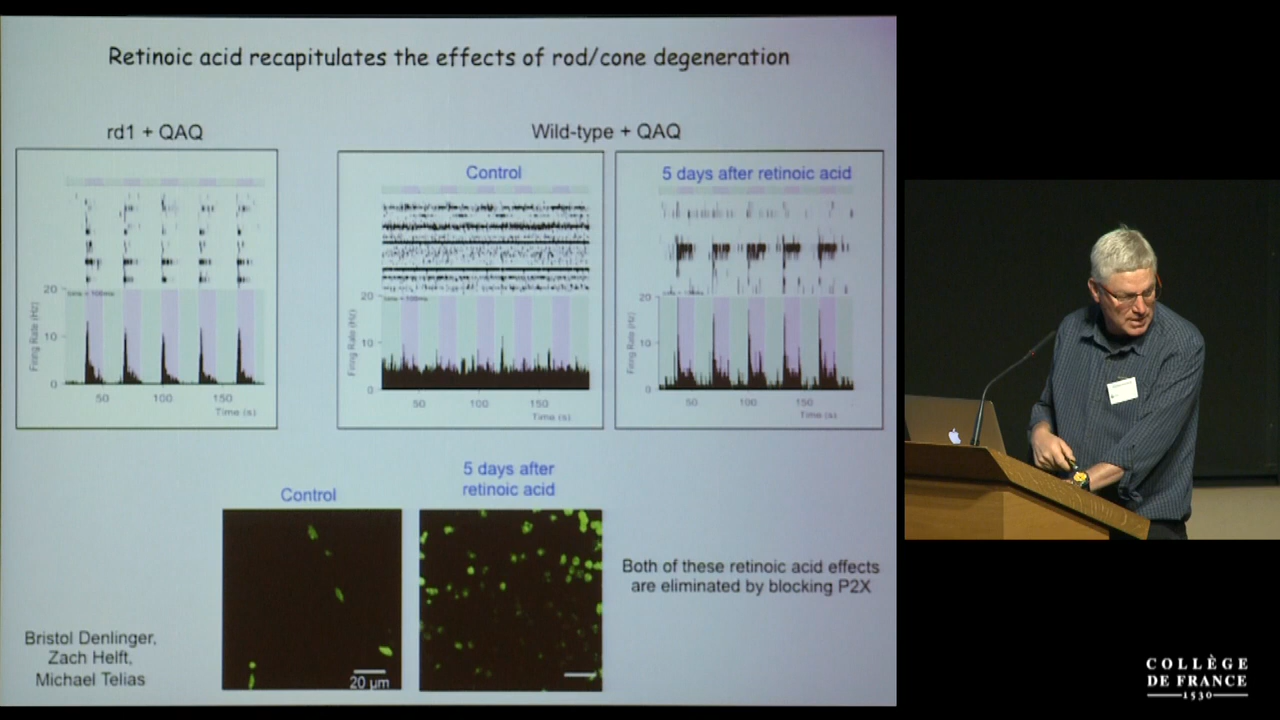 Retinoic acid recapitulates the effects of rod/cone degeneration
rd1 + QAQ
Wild-type + QAQ
Control
5 days after retinoic acid
20
10
0
Firing Rate (Hz)
50
100
150
Time (s)
20
10
0
Firing Rate (Hz)
50
100
150
Time (s)
20
10
0
Firing Rate (Hz)
50
100
150
Time (s)
Control
5 days after
retinoic acid
20 µm
Both of these retinoic acid effects
are eliminated by blocking P2X
Bristol Denlinger,
Zach Helft,
Michael Telias
COLLÈGE
DE FRANCE
1530